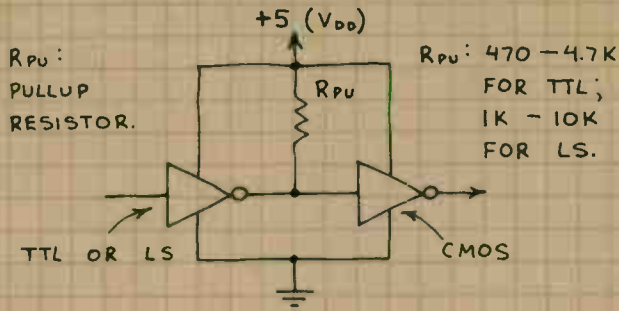 +5 (VDD)
RPU:
PULLUP
RESISTOR.
RPU
RPU: 470 – 4.7K
FOR TTL;
1K – 10K
FOR LS.
TTL OR LS
CMOS